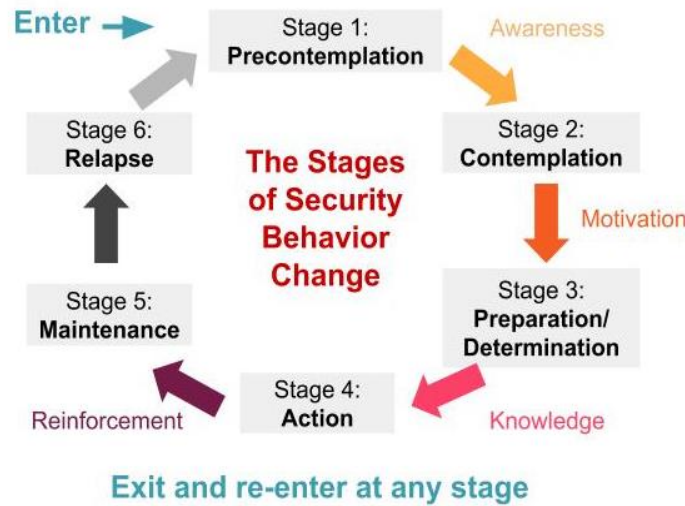 Enter
Stage 1:
Precontemplation
Awareness
Stage 2:
Contemplation
Motivation
Stage 3:
Preparation/
Determination
Knowledge
Stage 4:
Action
Reinforcement
Stage 5:
Maintenance
Stage 6:
Relapse
The Stages
of Security
Behavior
Change
Exit and re-enter at any stage